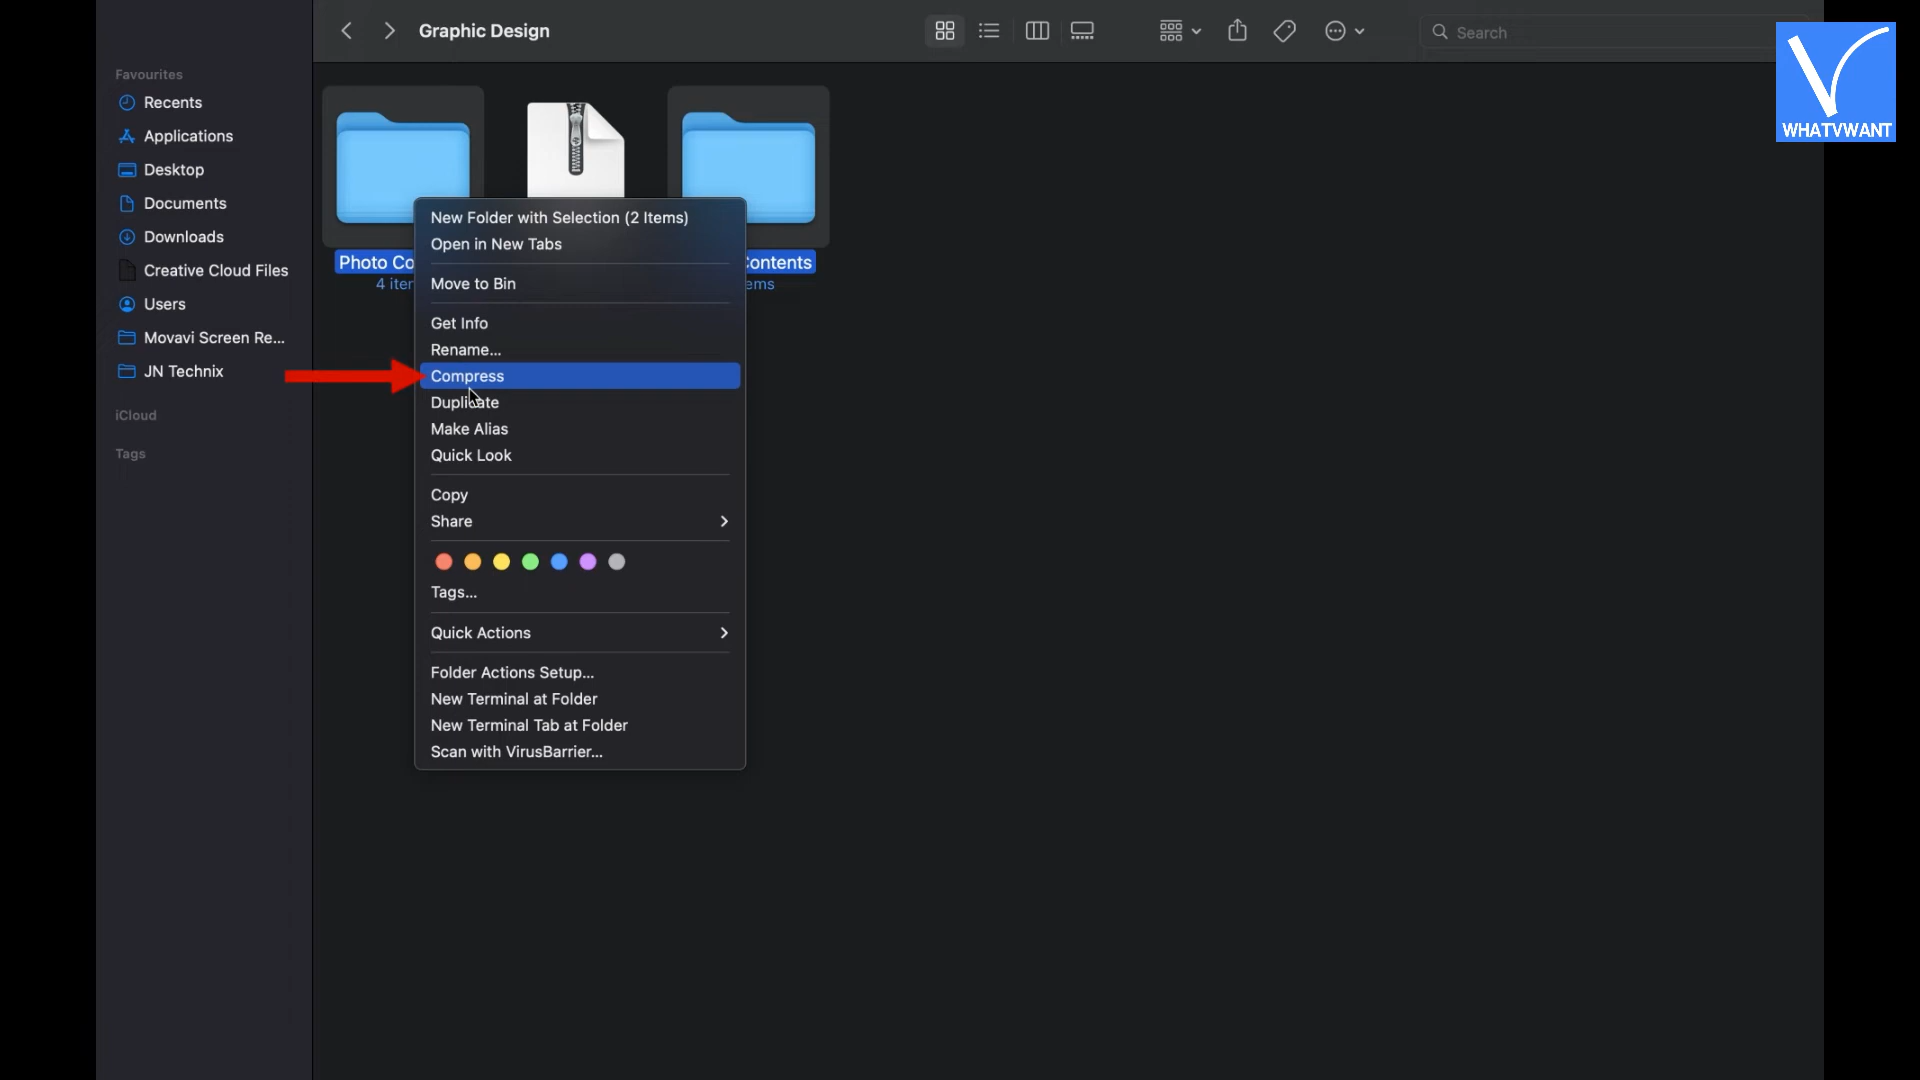 Graphic Design
Search
WHATVWANT
Favourites
Recents
Applications
Desktop
Documents
Downloads
Creative Cloud Files
Users
Movavi Screen Re...
JN Technix
iCloud
Tags
Photo Co
4 iter
ontents
ems
New Folder with Selection (2 Items)
Open in New Tabs
Move to Bin
Get Info
Rename...
Compress
Duplicate
Make Alias
Quick Look
Copy
Share
Tags...
Quick Actions
Folder Actions Setup...
New Terminal at Folder
New Terminal Tab at Folder
Scan with VirusBarrier...